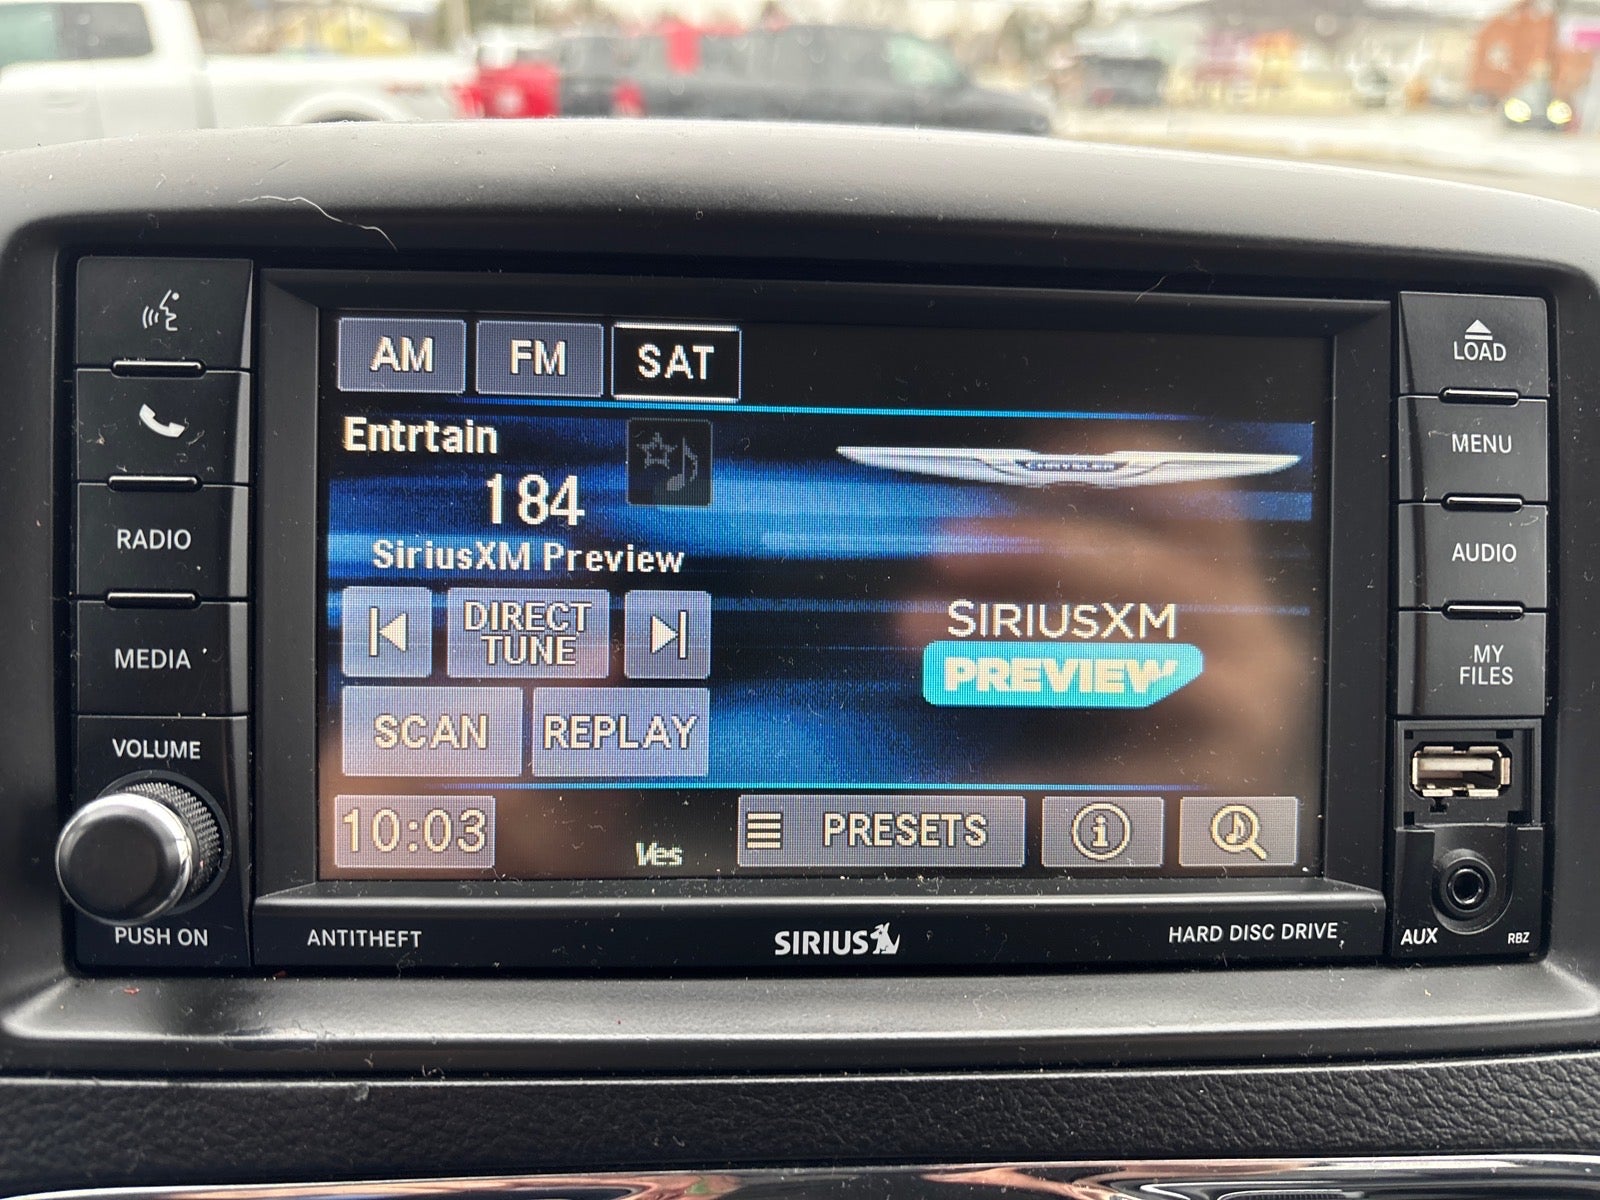 AM FM SAT
Entrtain
184
SiriusXM Preview
CHRYSLER
DIRECT
TUNE
SCAN REPLAY
SIRIUSXM
PREVIEW
10:03 Ves PRESETS i
RADIO
MEDIA
VOLUME
PUSH ON
LOAD
MENU
AUDIO
MY
FILES
AUX RBZ
ANTITHEFT SIRIUS HARD DISC DRIVE